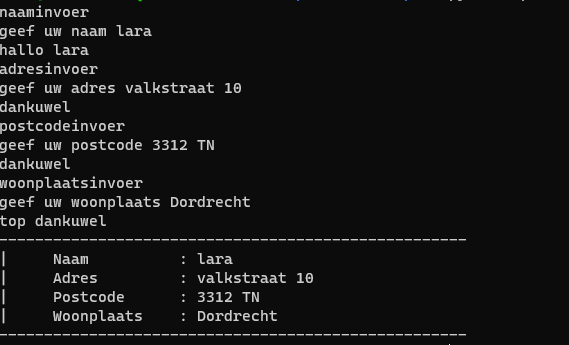 naaminvoer
geef uw naam lara
hallo lara
adresinvoer
geef uw adres valkstraat 10
dankuwel
postcodeinvoer
geef uw postcode 3312 TN
dankuwel
woonplaatsinvoer
geef uw woonplaats Dordrecht
top dankuwel
----------------------------------------------------
|     Naam          : lara
|     Adres         : valkstraat 10
|     Postcode      : 3312 TN
|     Woonplaats    : Dordrecht
----------------------------------------------------